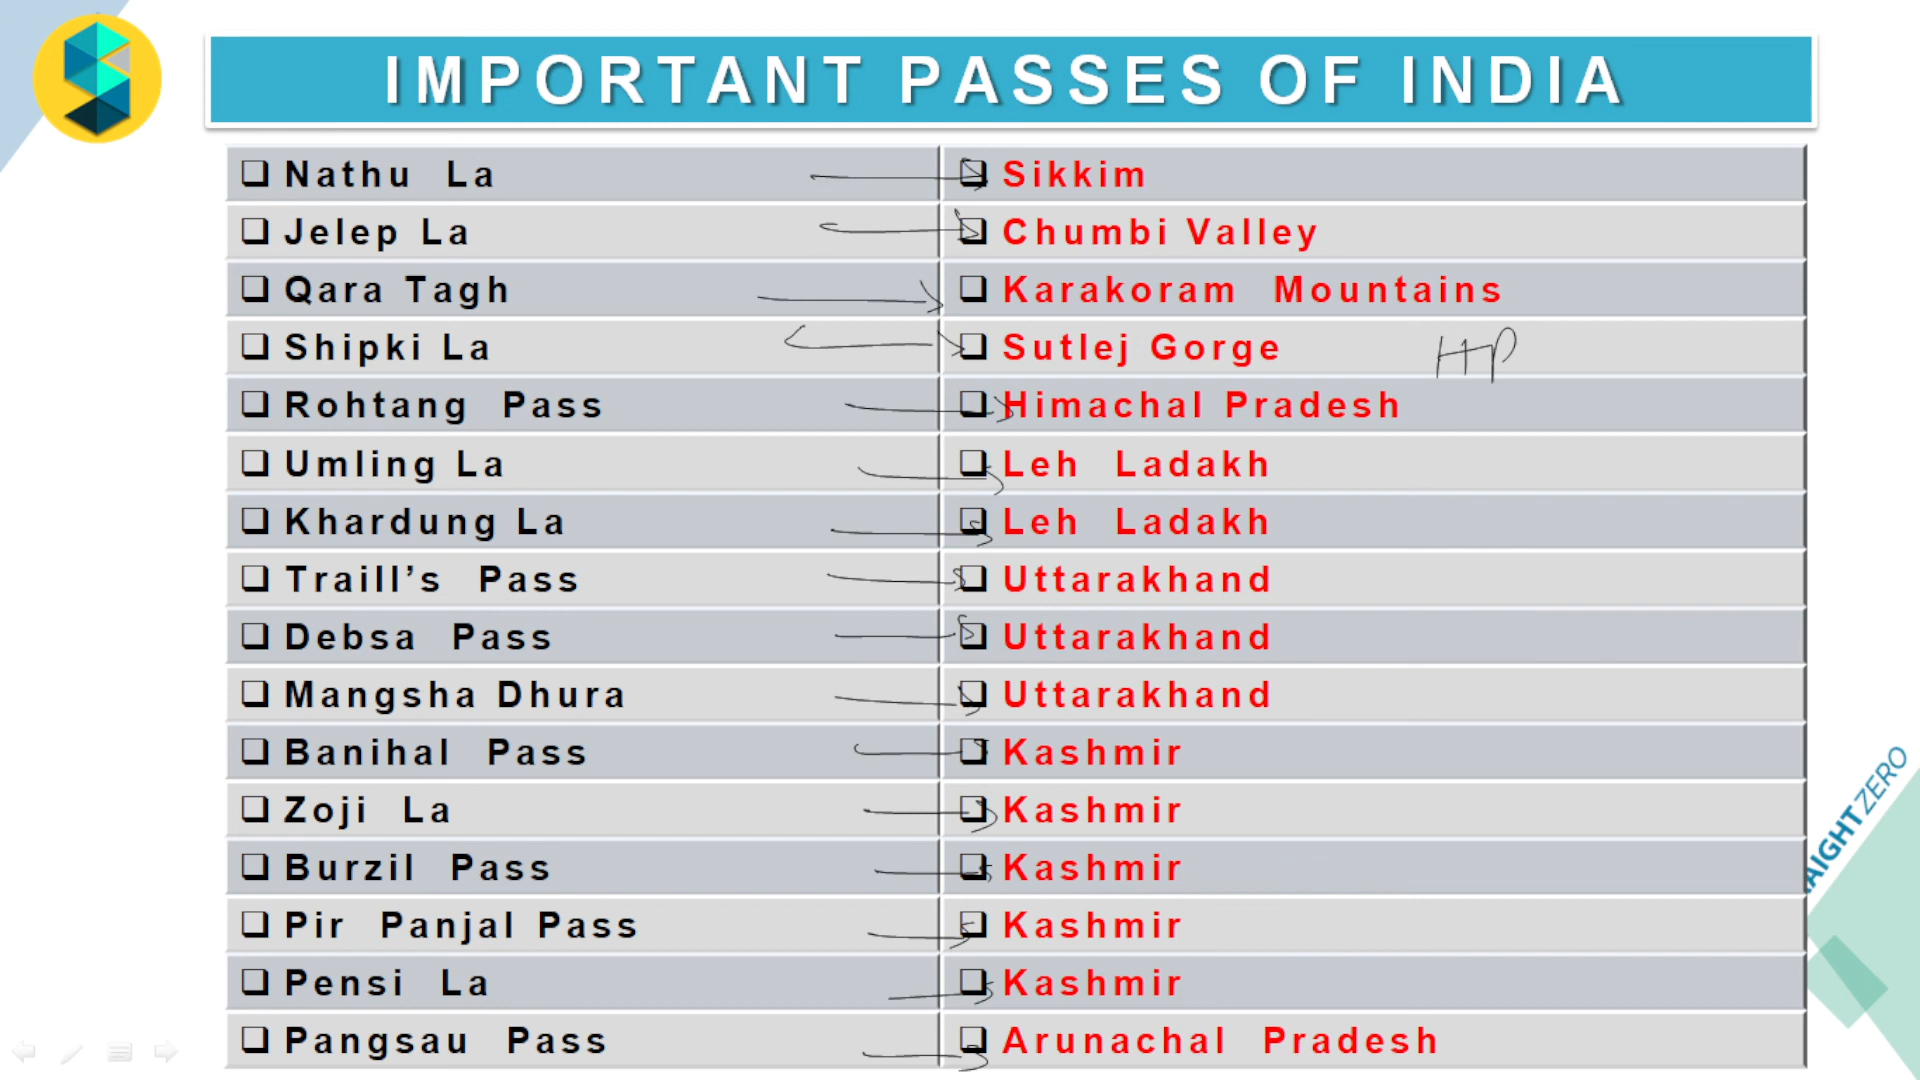 IMPORTANT PASSES OF INDIA
❑ Nathu La ❑ Sikkim
❑ Jelep La ❑ Chumbi Valley
❑ Qara Tagh ❑ Karakoram Mountains
❑ Shipki La ❑ Sutlej Gorge HP
❑ Rohtang Pass ❑ Himachal Pradesh
❑ Umling La ❑ Leh Ladakh
❑ Khardung La ❑ Leh Ladakh
❑ Traill’s Pass ❑ Uttarakhand
❑ Debsa Pass ❑ Uttarakhand
❑ Mangsha Dhura ❑ Uttarakhand
❑ Banihal Pass ❑ Kashmir
❑ Zoji La ❑ Kashmir
❑ Burzil Pass ❑ Kashmir
❑ Pir Panjal Pass ❑ Kashmir
❑ Pensi La ❑ Kashmir
❑ Pangsau Pass ❑ Arunachal Pradesh
AIGHTZERO